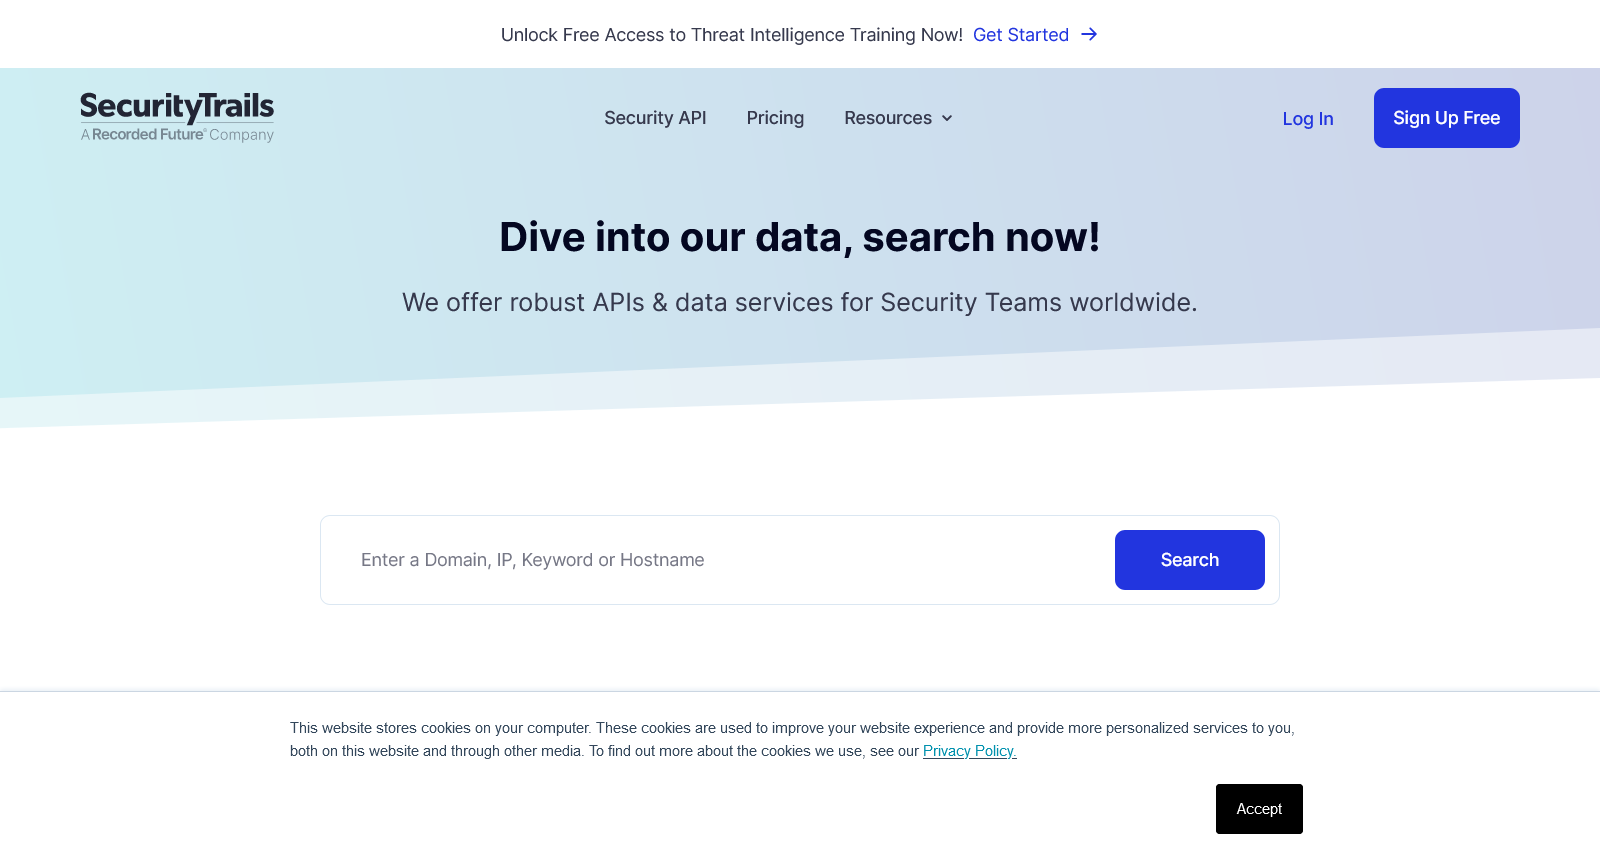 Unlock Free Access to Threat Intelligence Training Now! Get Started →
SecurityTrails
A Recorded Future® Company
Security API
Pricing
Resources
Log In
Sign Up Free
Dive into our data, search now!
We offer robust APIs & data services for Security Teams worldwide.
Enter a Domain, IP, Keyword or Hostname
Search
This website stores cookies on your computer. These cookies are used to improve your website experience and provide more personalized services to you,
both on this website and through other media. To find out more about the cookies we use, see our Privacy Policy.
Accept